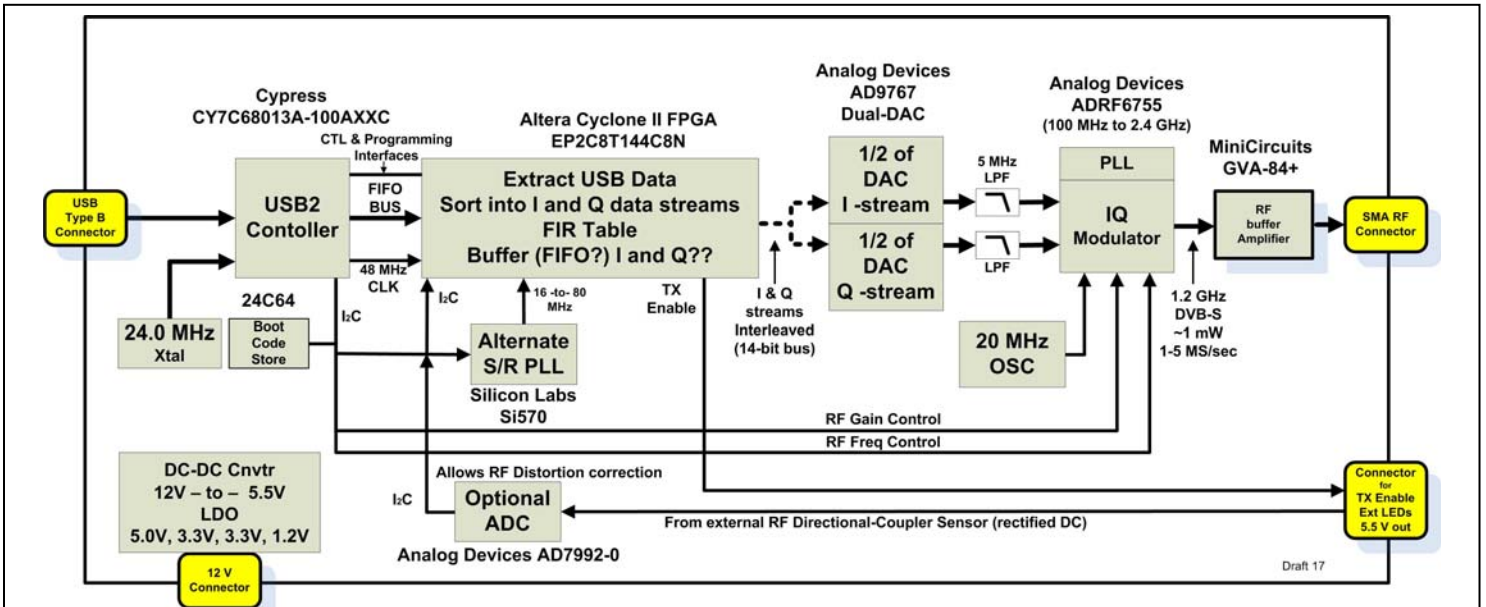 Analog Devices
AD9767
Dual-DAC
Analog Devices
ADRF6755
(100 MHz to 2.4 GHz)
Cypress
CY7C68013A-100AXXC
Altera Cyclone II FPGA
EP2C8T144C8N
MiniCircuits
GVA-84+
CTL & Programming
Interfaces
USB
Type B
Connector
USB2
Contoller
FIFO
BUS
48 MHz
CLK
Extract USB Data
Sort into I and Q data streams
FIR Table
Buffer (FIFO?) I and Q??
1/2 of
DAC
I -stream
1/2 of
DAC
Q -stream
5 MHz
LPF
LPF
PLL
IQ
Modulator
RF
buffer
Amplifier
SMA RF
Connector
24C64
I2C
I2C
16 -to- 80
MHz
TX
Enable
I & Q
streams
Interleaved
(14-bit bus)
1.2 GHz
DVB-S
~1 mW
1-5 MS/sec
24.0 MHz
Xtal
Boot
Code
Store
Alternate
S/R PLL
Silicon Labs
Si570
20 MHz
OSC
RF Gain Control
RF Freq Control
DC-DC Cnvtr
12V – to – 5.5V
LDO
5.0V, 3.3V, 3.3V, 1.2V
12 V
Connector
Allows RF Distortion correction
I2C
Optional
ADC
Analog Devices AD7992-0
From external RF Directional-Coupler Sensor (rectified DC)
Connector
for
TX Enable
Ext LEDs
5.5 V out
Draft 17